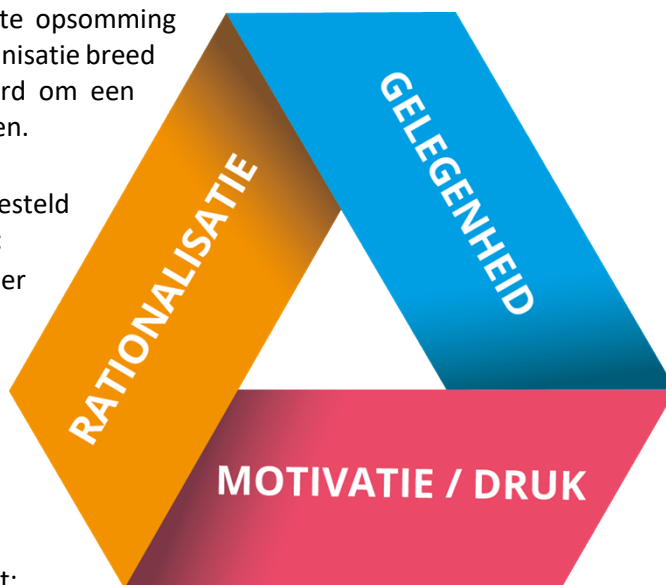 te opsomming
nisatie breed
rd om een
en.
esteld
:
er
t:
RATIONALISATIE
GELEGENHEID
MOTIVATIE / DRUK